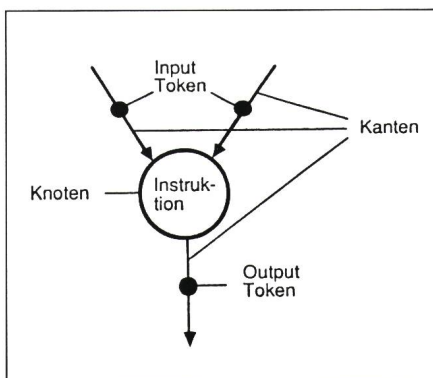 Input
Token
Kanten
Knoten
Instruk-
tion
Output
Token